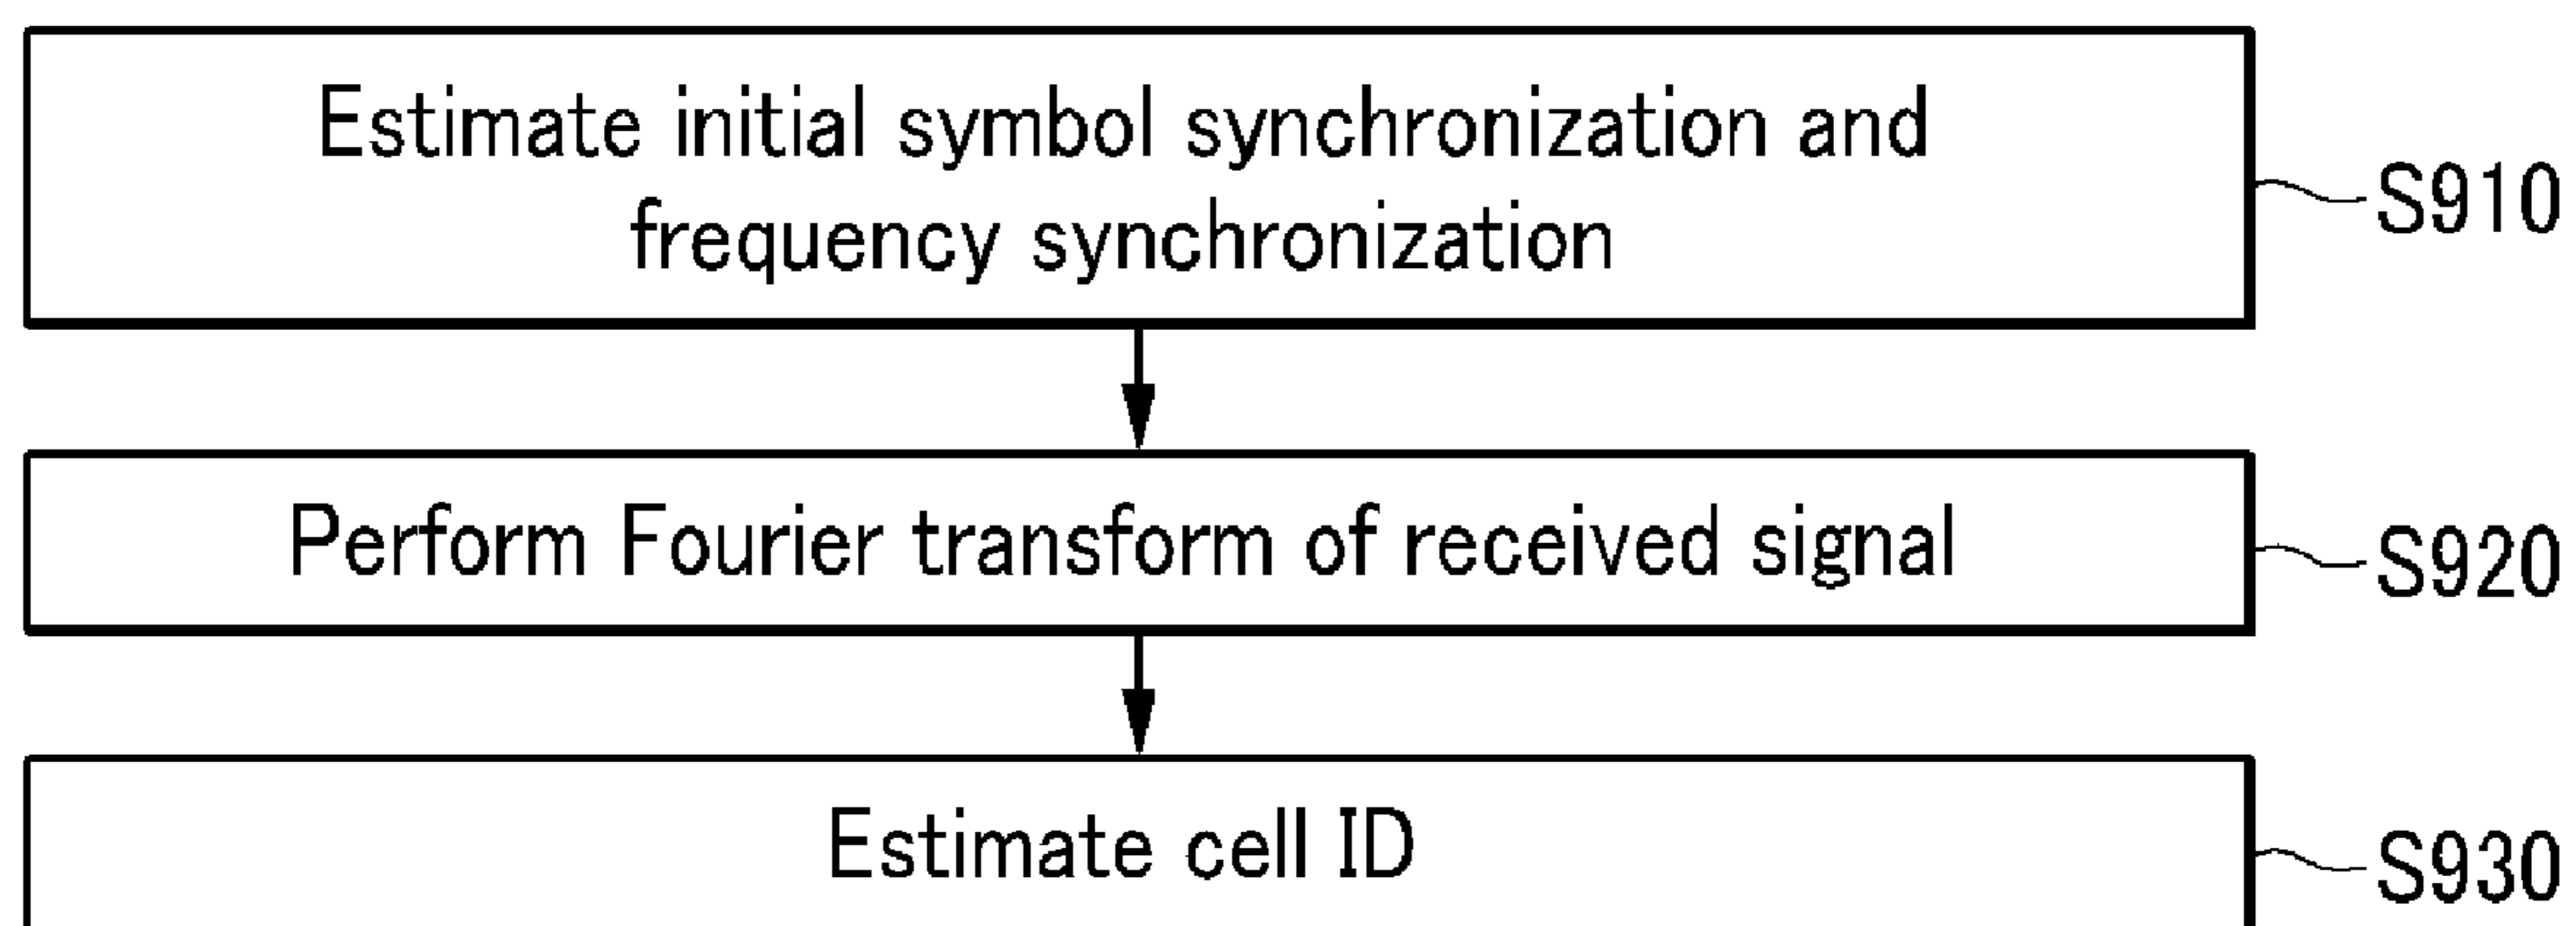 Estimate initial symbol synchronization and
frequency synchronization
S910
Perform Fourier transform of received signal
S920
Estimate cell ID
S930